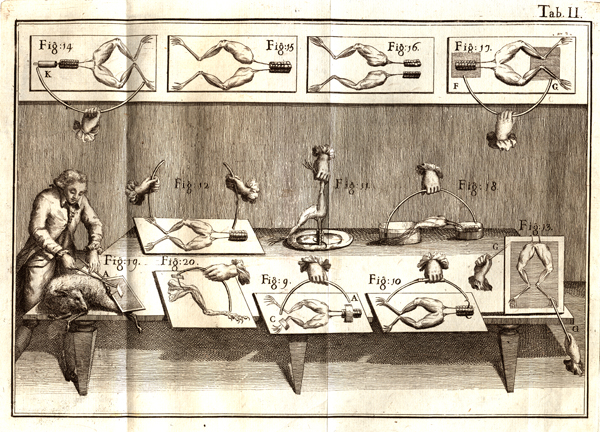 Tab. II.
Fig: 14
K
Fig: 15
Fig: 16.
Fig: 17.
F
G
Fig: 12
Fig: 11.
Fig: 18
Fig: 13.
G
G
Fig: 19.
A
Fig: 20.
Fig: 9.
A
C
Fig: 10